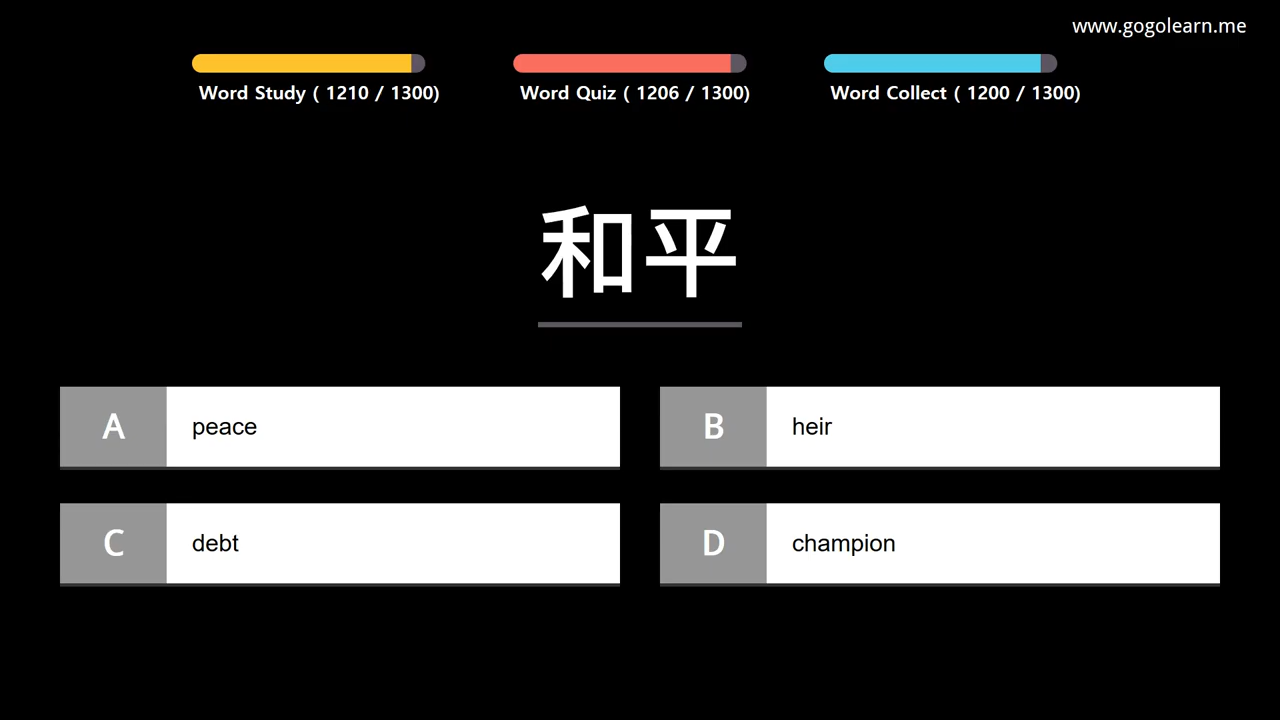 www.gogolearn.me
Word Study ( 1210 / 1300)
Word Quiz ( 1206 / 1300)
Word Collect ( 1200 / 1300)
和平
A peace
B heir
C debt
D champion